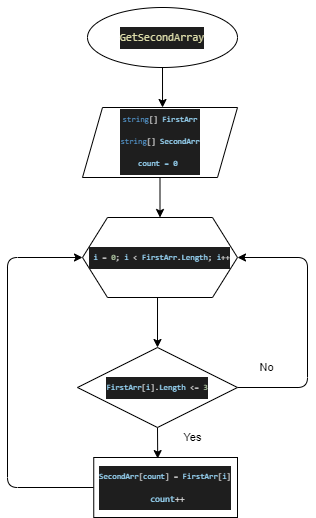 GetSecondArray
string[] FirstArr
string[] SecondArr
count = 0
i = 0; i < FirstArr.Length; i++
FirstArr[i].Length <= 3
No
Yes
SecondArr[count] = FirstArr[i]
count++